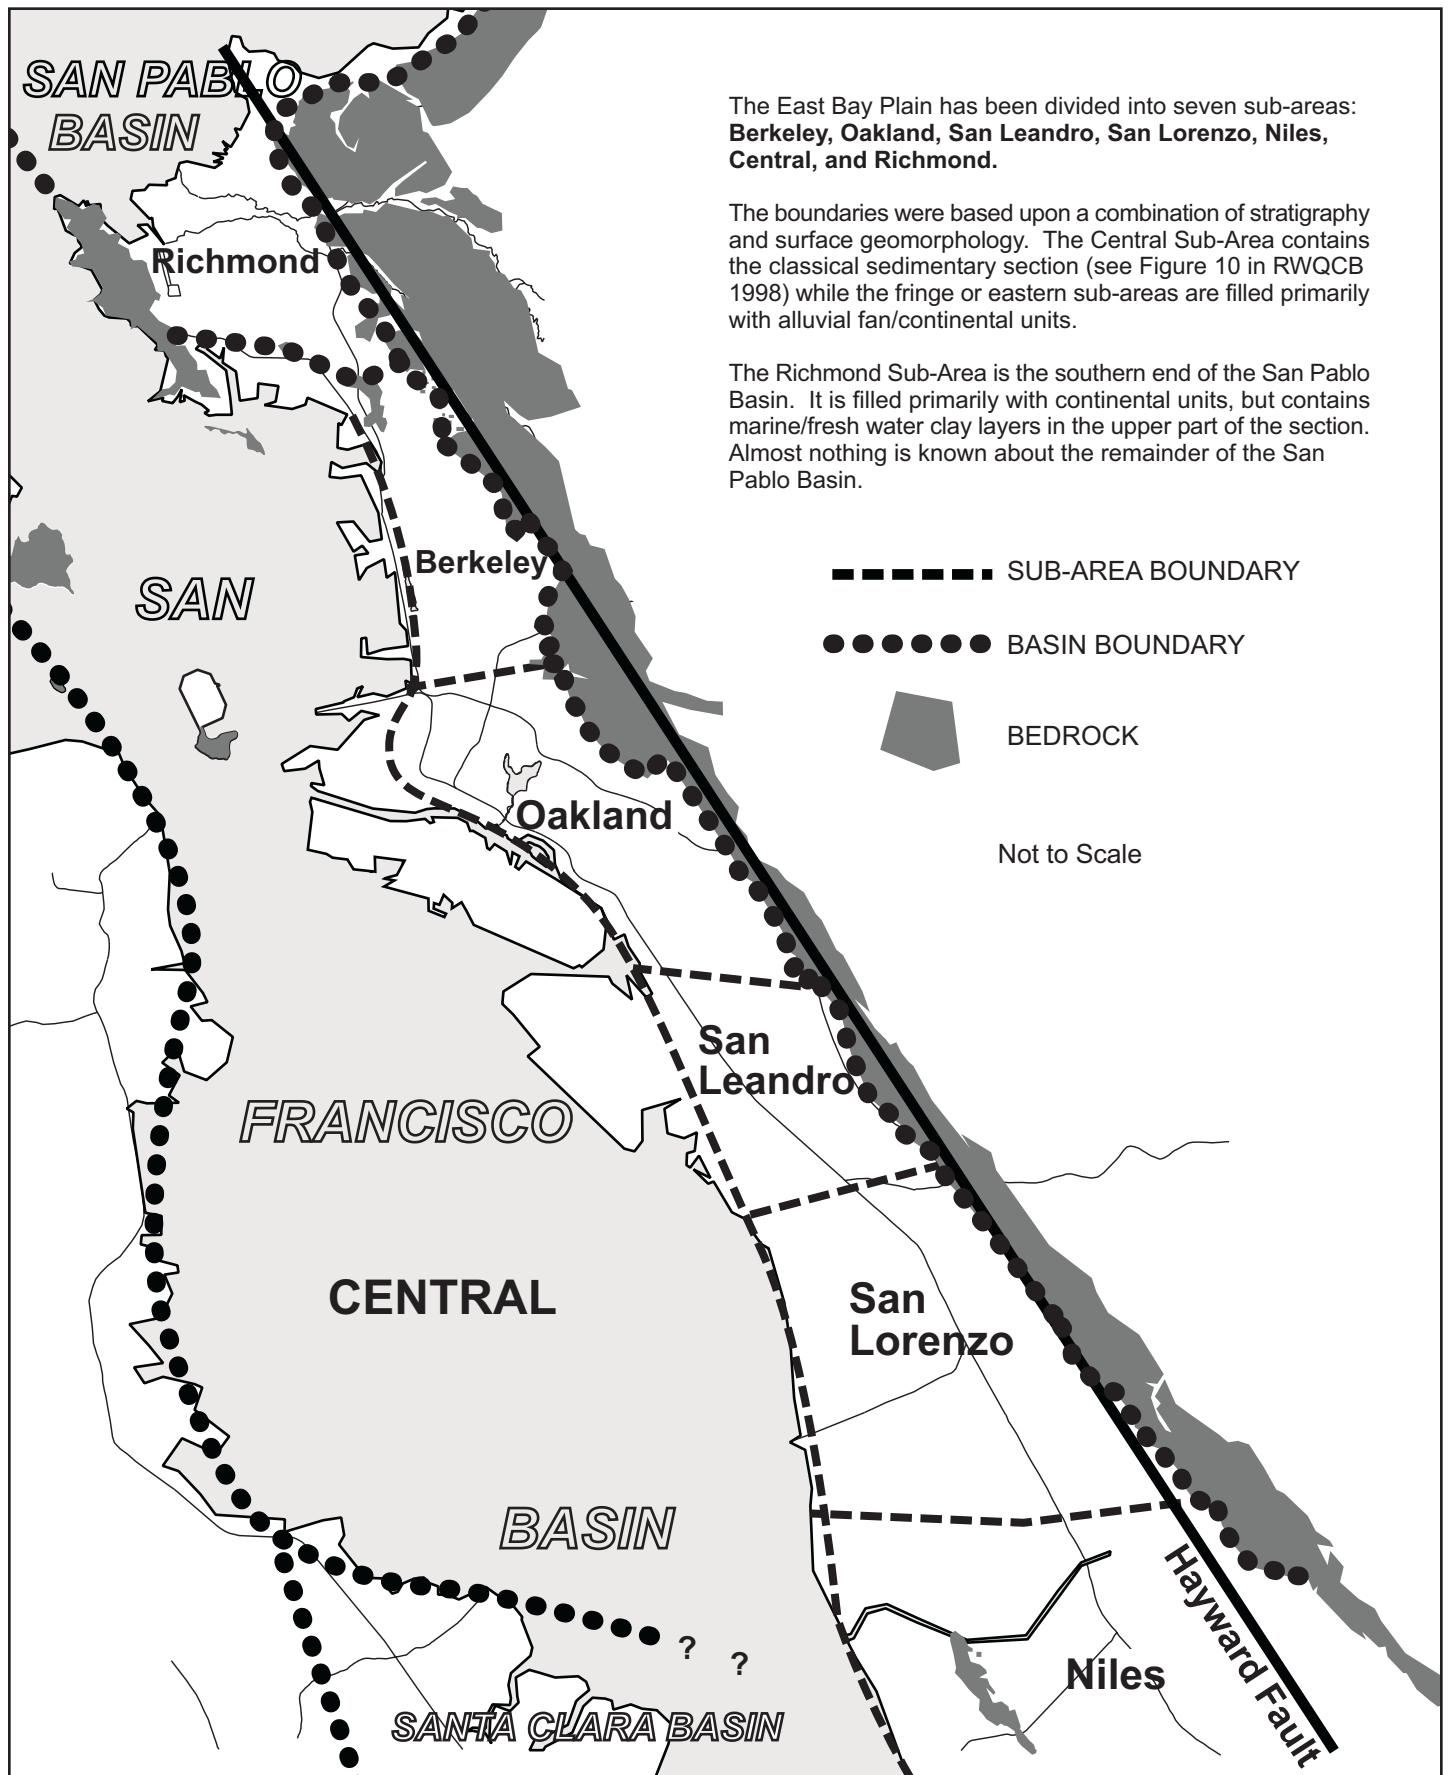 SAN PABLO
BASIN
The East Bay Plain has been divided into seven sub-areas:
Berkeley, Oakland, San Leandro, San Lorenzo, Niles,
Central, and Richmond.
The boundaries were based upon a combination of stratigraphy
and surface geomorphology.  The Central Sub-Area contains
the classical sedimentary section (see Figure 10 in RWQCB
1998) while the fringe or eastern sub-areas are filled primarily
with alluvial fan/continental units.
The Richmond Sub-Area is the southern end of the San Pablo
Basin.  It is filled primarily with continental units, but contains
marine/fresh water clay layers in the upper part of the section.
Almost nothing is known about the remainder of the San
Pablo Basin.
SUB-AREA BOUNDARY
BASIN BOUNDARY
BEDROCK
Not to Scale
Richmond
Berkeley
SAN
Oakland
San
Leandro
FRANCISCO
CENTRAL
San
Lorenzo
BASIN
Hayward Fault
? ?
Niles
SANTA CLARA BASIN